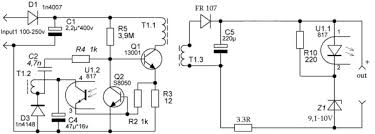 D1 1n4007
C1
2,2µ*400v
Input1 100-250v
R5
3,9M
T1.1
C2
4,7n
R4 1k
Q1
13001
T1.2
U1.2
817
Q2
S8050
R3
12
D3
1n4148
C4
47µ*16v
R2 1k
FR 107
T1.3
C5
220µ
U1.1
817
R10
220
out
Z1
9,1-10V
3.3R